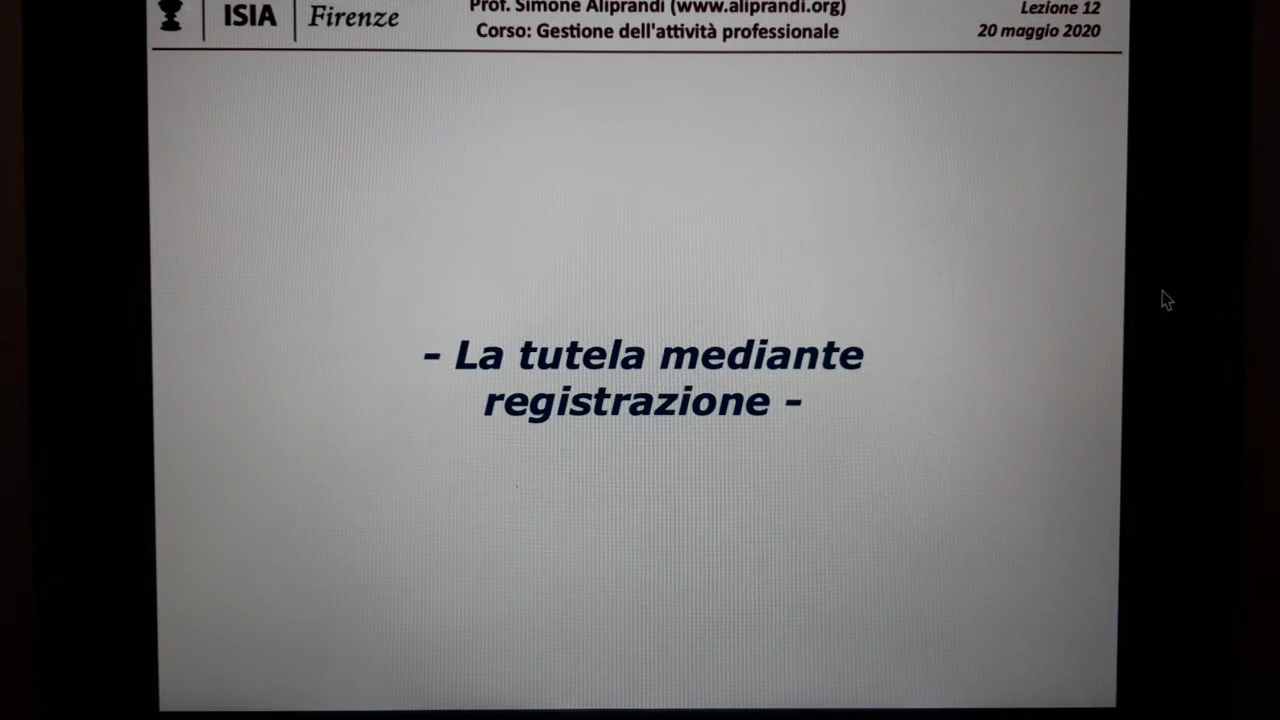 ISIA Firenze
Prof. Simone Aliprandi (www.aliprandi.org)
Corso: Gestione dell'attività professionale
Lezione 12
20 maggio 2020
- La tutela mediante
registrazione -